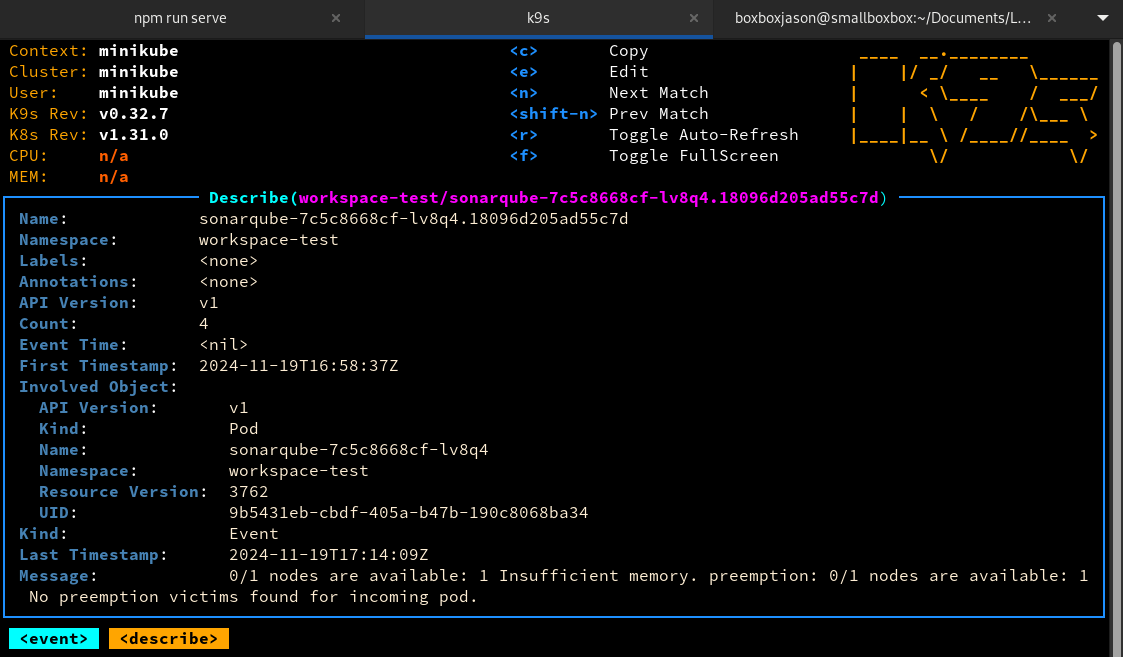 npm run serve × k9s × boxboxjason@smallboxbox:~/Documents/L... ×
Context: minikube <c> Copy
Cluster: minikube <e> Edit
User: minikube <n> Next Match
K9s Rev: v0.32.7 <shift-n> Prev Match
K8s Rev: v1.31.0 <r> Toggle Auto-Refresh
CPU: n/a <f> Toggle FullScreen
MEM: n/a
Describe(workspace-test/sonarqube-7c5c8668cf-lv8q4.18096d205ad55c7d)
Name: sonarqube-7c5c8668cf-lv8q4.18096d205ad55c7d
Namespace: workspace-test
Labels: <none>
Annotations: <none>
API Version: v1
Count: 4
Event Time: <nil>
First Timestamp: 2024-11-19T16:58:37Z
Involved Object:
API Version: v1
Kind: Pod
Name: sonarqube-7c5c8668cf-lv8q4
Namespace: workspace-test
Resource Version: 3762
UID: 9b5431eb-cbdf-405a-b47b-190c8068ba34
Kind: Event
Last Timestamp: 2024-11-19T17:14:09Z
Message: 0/1 nodes are available: 1 Insufficient memory. preemption: 0/1 nodes are available: 1
No preemption victims found for incoming pod.
<event> <describe>